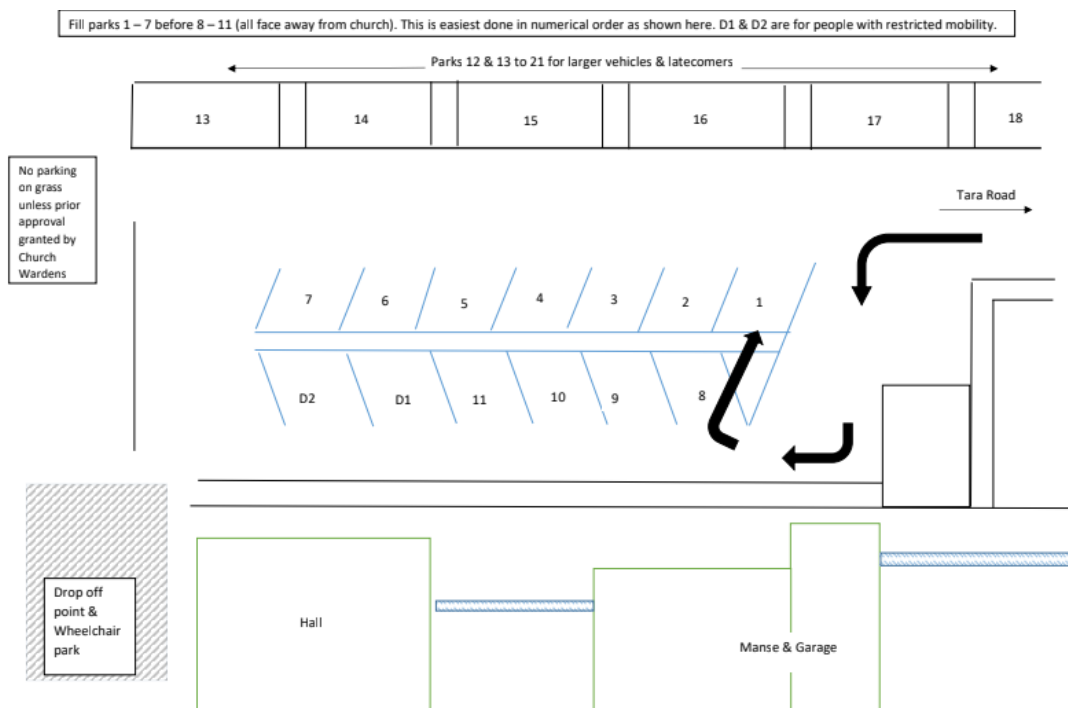 Fill parks 1 – 7 before 8 – 11 (all face away from church). This is easiest done in numerical order as shown here. D1 & D2 are for people with restricted mobility.
Parks 12 & 13 to 21 for larger vehicles & latecomers
13 14 15 16 17 18
No parking
on grass
unless prior
approval
granted by
Church
Wardens
Tara Road
7 6 5 4 3 2 1
D2 D1 11 10 9 8
Drop off
point &
Wheelchair
park
Hall
Manse & Garage